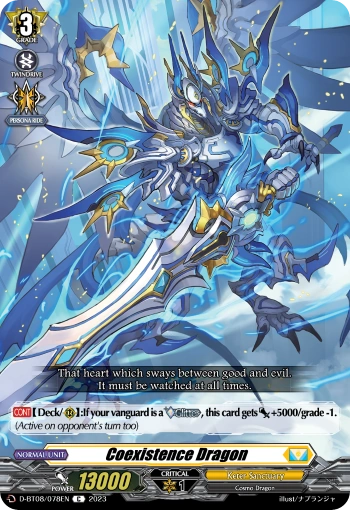 3
GRADE
TWINDRIVE
PERSONA RIDE
That heart which sways between good and evil.
It must be watched at all times.
CONT【Deck/ 】:If your vanguard is a , this card gets +5000/grade -1.
(Active on opponent's turn too)
NORMAL UNIT
Coexistence Dragon
POWER 13000 CRITICAL 1 Keter Sanctuary
Cosmo Dragon
D-BT08/078EN C 2023 illust/ナブランジャ